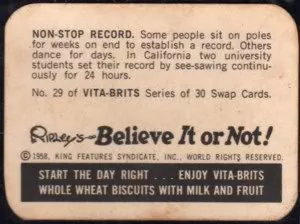 NON-STOP RECORD. Some people sit on poles
for weeks on end to establish a record. Others
dance for days. In California two university
students set their record by see-sawing continu-
ously for 24 hours.
No. 29 of VITA-BRITS Series of 30 Swap Cards.
Ripley's—Believe It or Not!
© 1958, KING FEATURES SYNDICATE, INC., WORLD RIGHTS RESERVED.
START THE DAY RIGHT . . . ENJOY VITA-BRITS
WHOLE WHEAT BISCUITS WITH MILK AND FRUIT